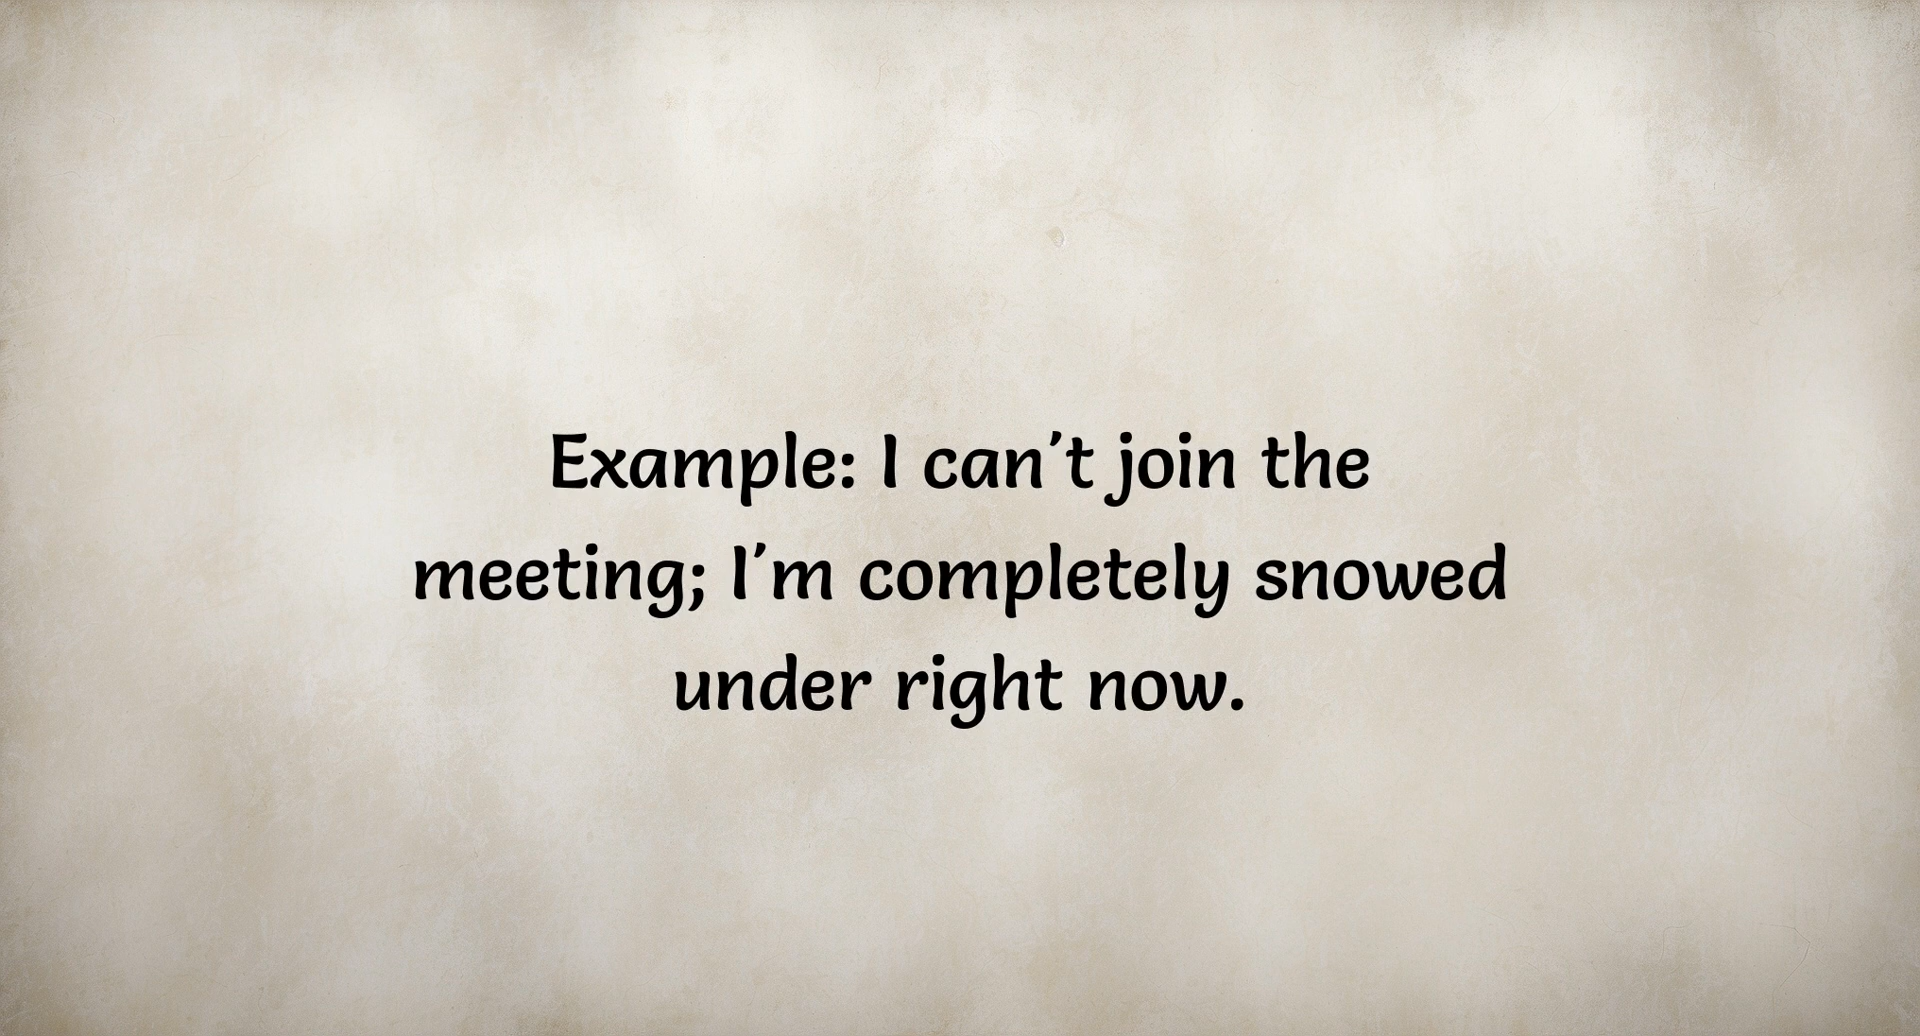 Example: I can't join the
meeting; I'm completely snowed
under right now.